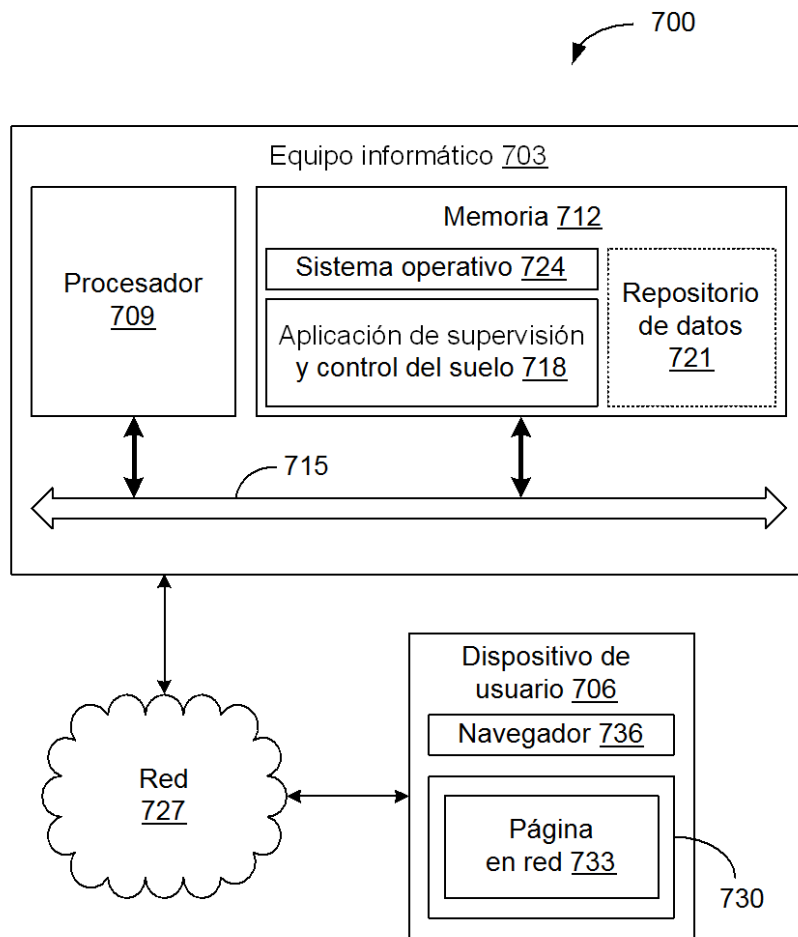 700
Equipo informático 703
Procesador
709
Memoria 712
Sistema operativo 724
Aplicación de supervisión
y control del suelo 718
Repositorio
de datos
721
715
Dispositivo de
usuario 706
Navegador 736
Red
727
Página
en red 733
730